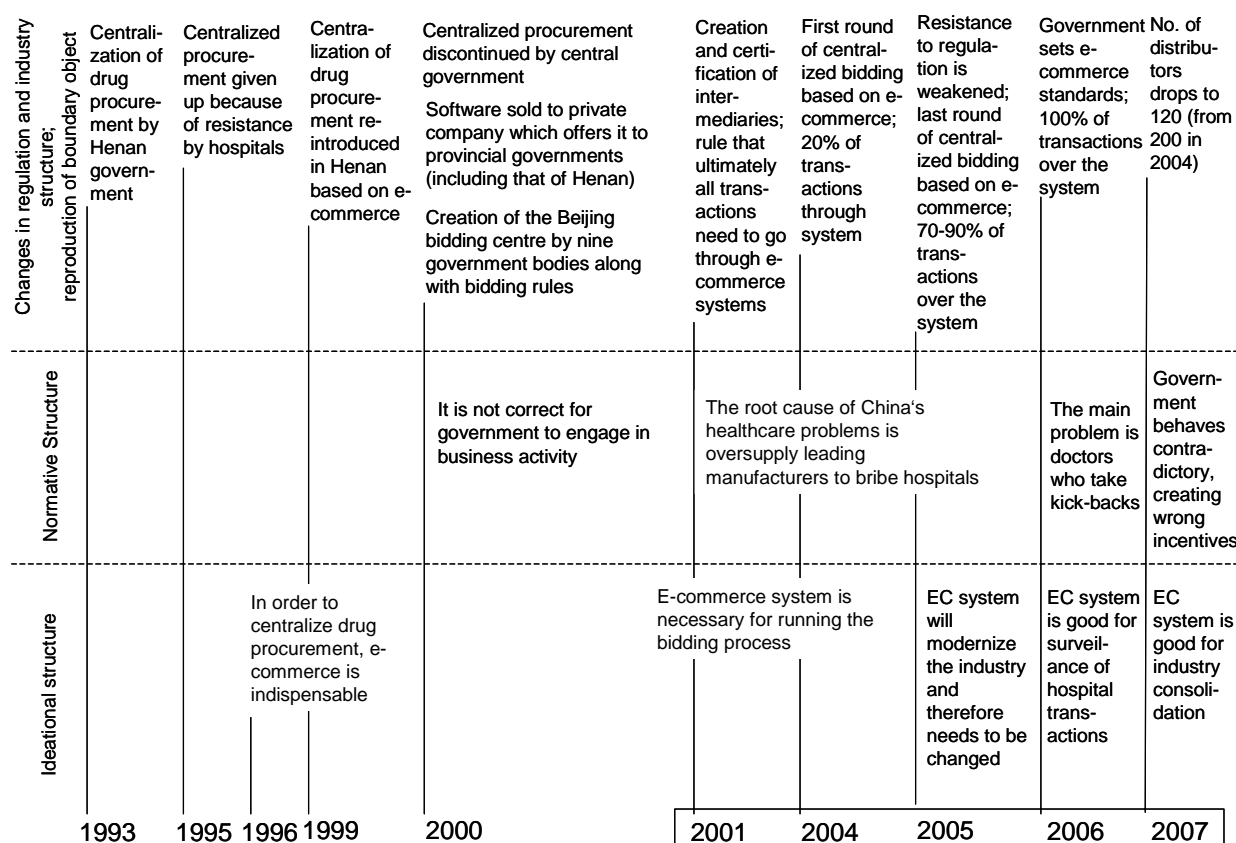 Changes in regulation and industry
structure;
reproduction of boundary object
Centrali-
zation of
drug
procure-
ment by
Henan
govern-
ment
Centralized
procure-
ment given
up because
of resistance
by hospitals
Centra-
lization of
drug
procure-
ment re-
introduced
in Henan
based on e-
commerce
Centralized procurement
discontinued by central
government
Software sold to private
company which offers it to
provincial governments
(including that of Henan)
Creation of the Beijing
bidding centre by nine
government bodies along
with bidding rules
Creation
and certi-
fication of
inter-
mediaries;
rule that
ultimately
all trans-
actions
need to go
through e-
commerce
systems
First round
of central-
ized bidding
based on e-
commerce;
20% of
trans-
actions
through
system
Resistance
to regula-
tion is
weakened;
last round
of central-
ized bidding
based on e-
commerce;
70-90% of
trans-
actions
over the
system
Government
sets e-
commerce
standards;
100% of
transactions
over the
system
No. of
distribu-
tors
drops to
120 (from
200 in
2004)
Normative Structure
It is not correct for
government to engage in
business activity
The root cause of China‘s
healthcare problems is
oversupply leading
manufacturers to bribe hospitals
The main
problem is
doctors
who take
kick-backs
Govern-
ment
behaves
contra-
dictory,
creating
wrong
incentives
Ideational structure
In order to
centralize drug
procurement, e-
commerce is
indispensable
E-commerce system is
necessary for running the
bidding process
EC system
will
modernize
the industry
and
therefore
needs to be
changed
EC system
is good for
surveil-
ance of
hospital
trans-
actions
EC
system is
good for
industry
consoli-
dation
1993
1995
1996
1999
2000
2001
2004
2005
2006
2007